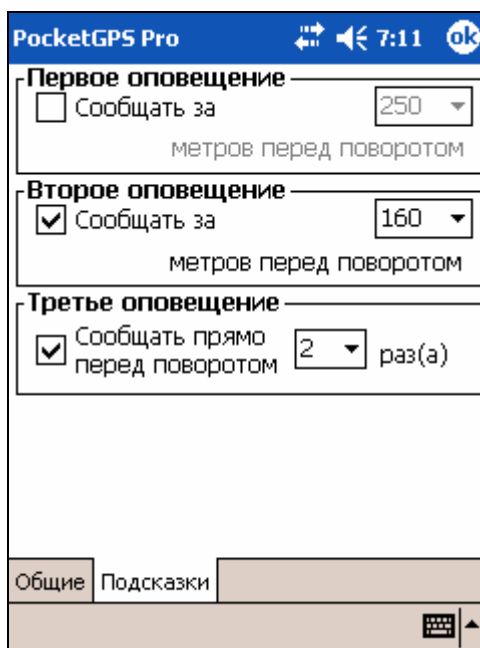 PocketGPS Pro 7:11 ok
Первое оповещение
Сообщать за 250
метров перед поворотом
Второе оповещение
Сообщать за 160
метров перед поворотом
Третье оповещение
Сообщать прямо
перед поворотом 2 раз(а)
Общие Подсказки